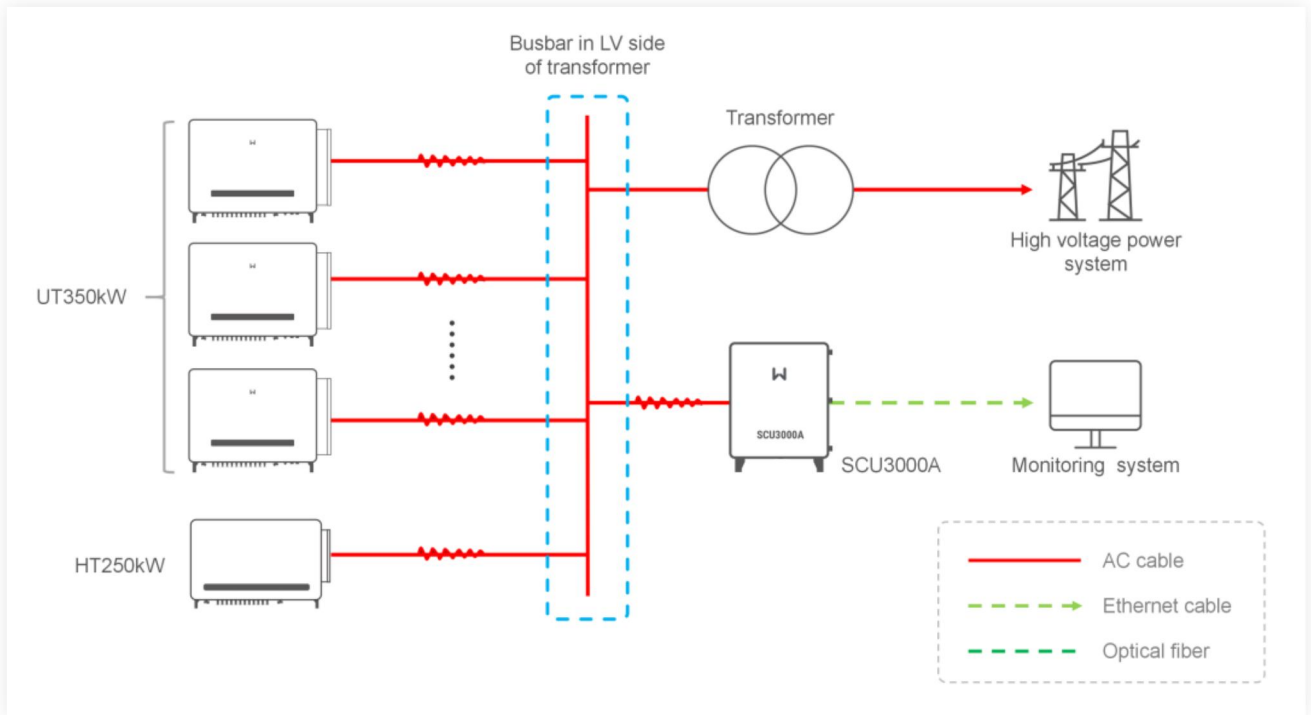 Busbar in LV side
of transformer
Transformer
UT350kW
High voltage power
system
SCU3000A
SCU3000A
Monitoring system
HT250kW
AC cable
Ethernet cable
Optical fiber